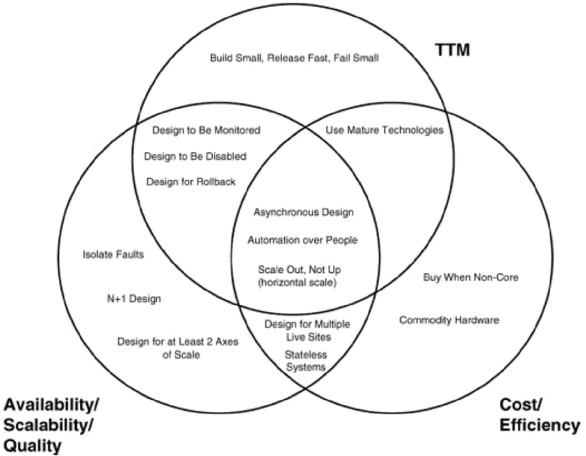 Build Small, Release Fast, Fail Small
TTM
Design to Be Monitored
Use Mature Technologies
Design to Be Disabled
Design for Rollback
Asynchronous Design
Automation over People
Isolate Faults
Scale Out, Not Up
(horizontal scale)
Buy When Non-Core
N+1 Design
Commodity Hardware
Design for Multiple
Live Sites
Design for at Least 2 Axes
of Scale
Stateless
Systems
Availability/
Scalability/
Quality
Cost/
Efficiency